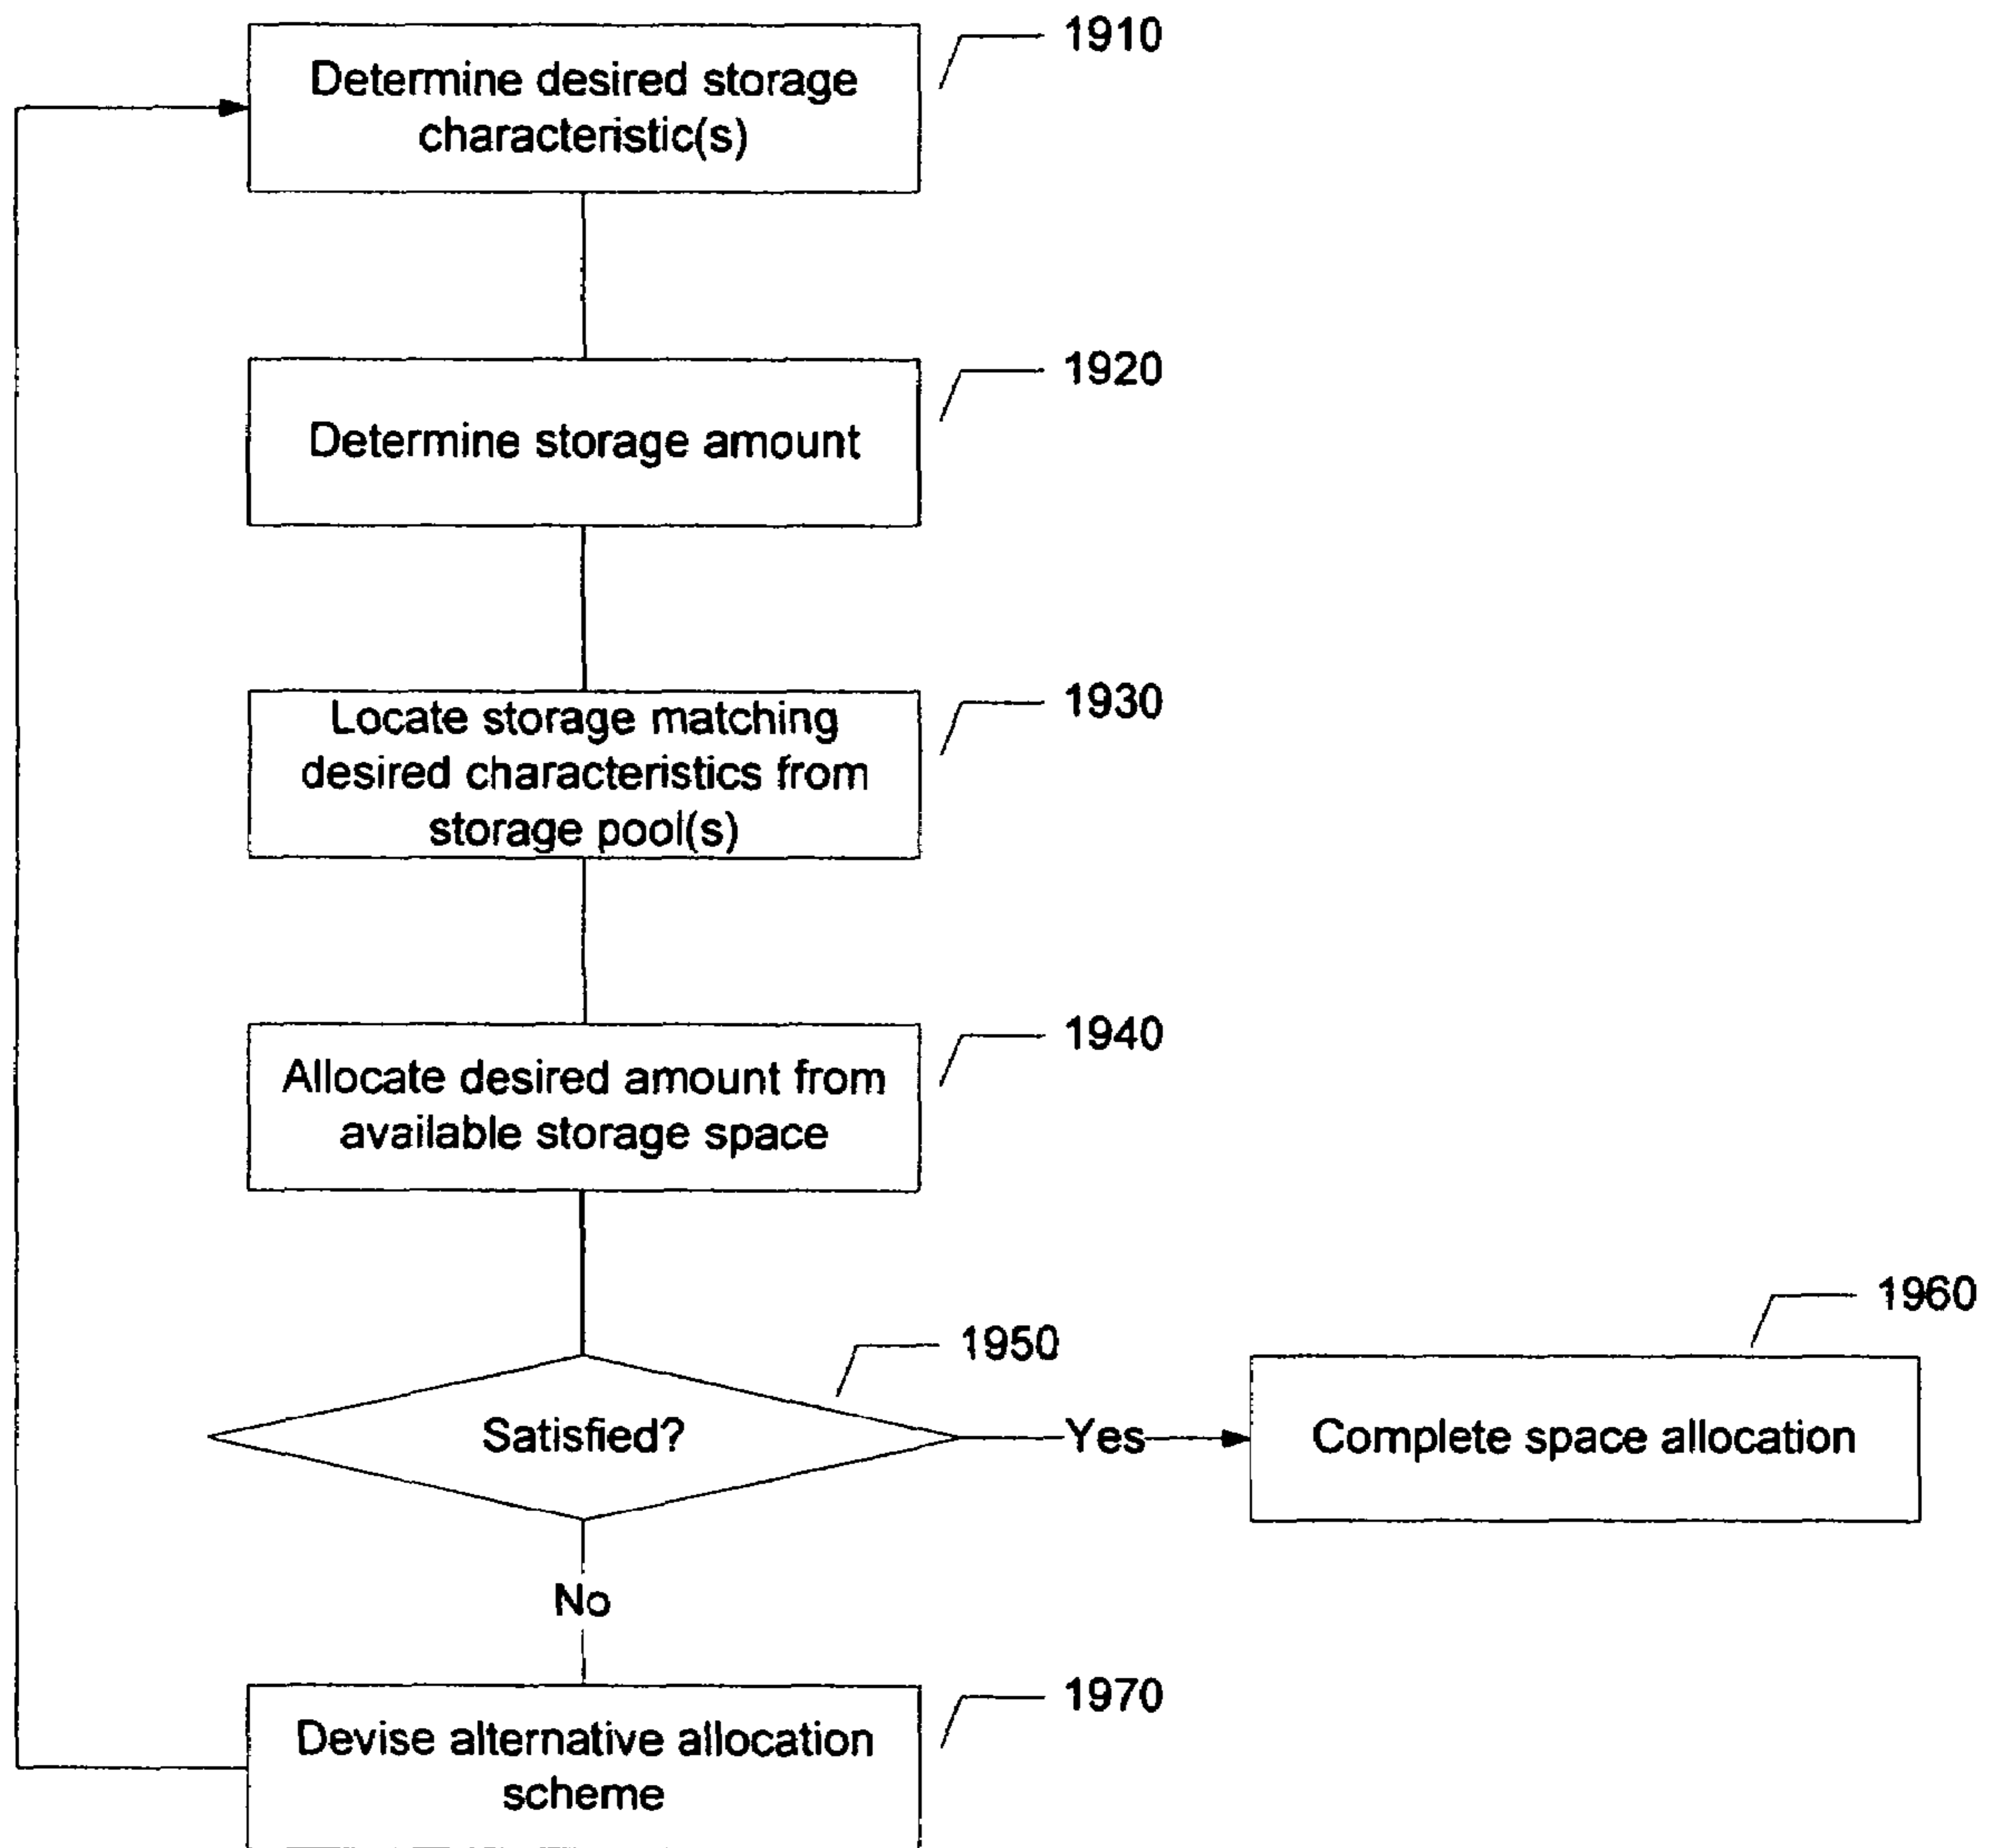 1910
Determine desired storage
characteristic(s)
1920
Determine storage amount
1930
Locate storage matching
desired characteristics from
storage pool(s)
1940
Allocate desired amount from
available storage space
1950
Satisfied?
Yes
1960
Complete space allocation
No
1970
Devise alternative allocation
scheme